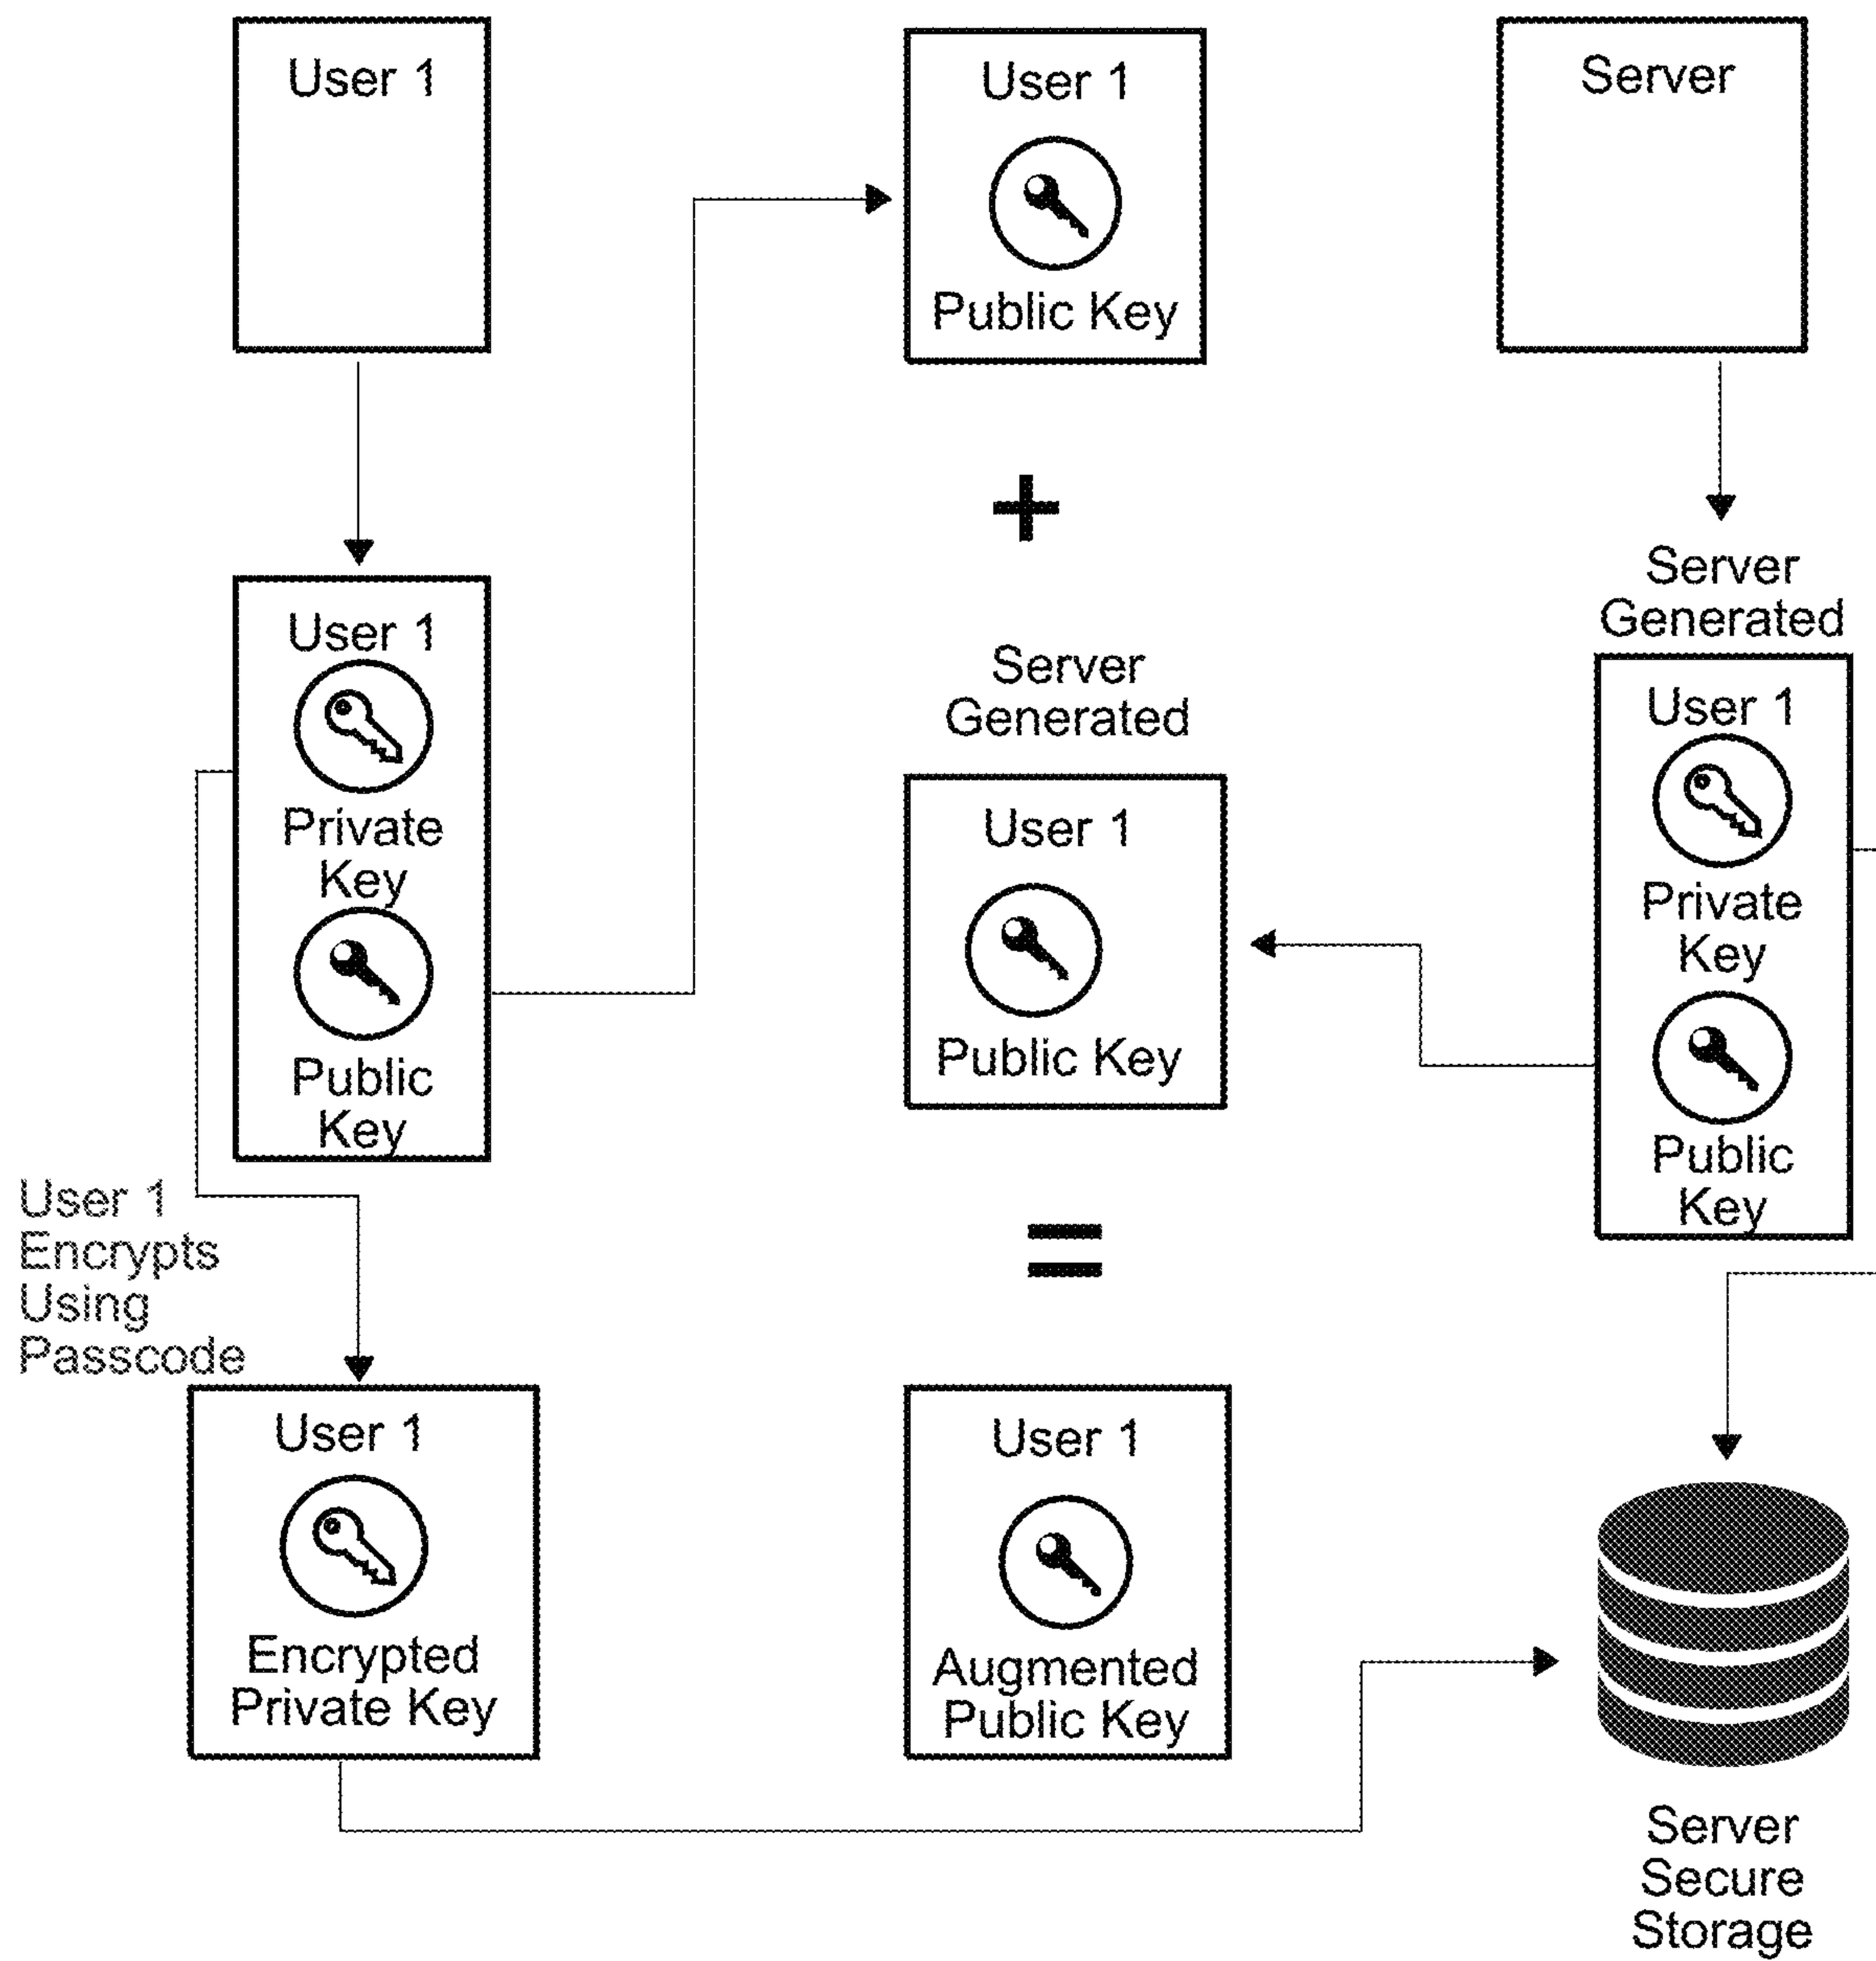 User 1
User 1
Public Key
Server
+
User 1
Private
Key
Public
Key
Server
Generated
User 1
Public Key
Server
Generated
User 1
Private
Key
Public
Key
=
User 1
Encrypts
Using
Passcode
User 1
Encrypted
Private Key
User 1
Augmented
Public Key
Server
Secure
Storage